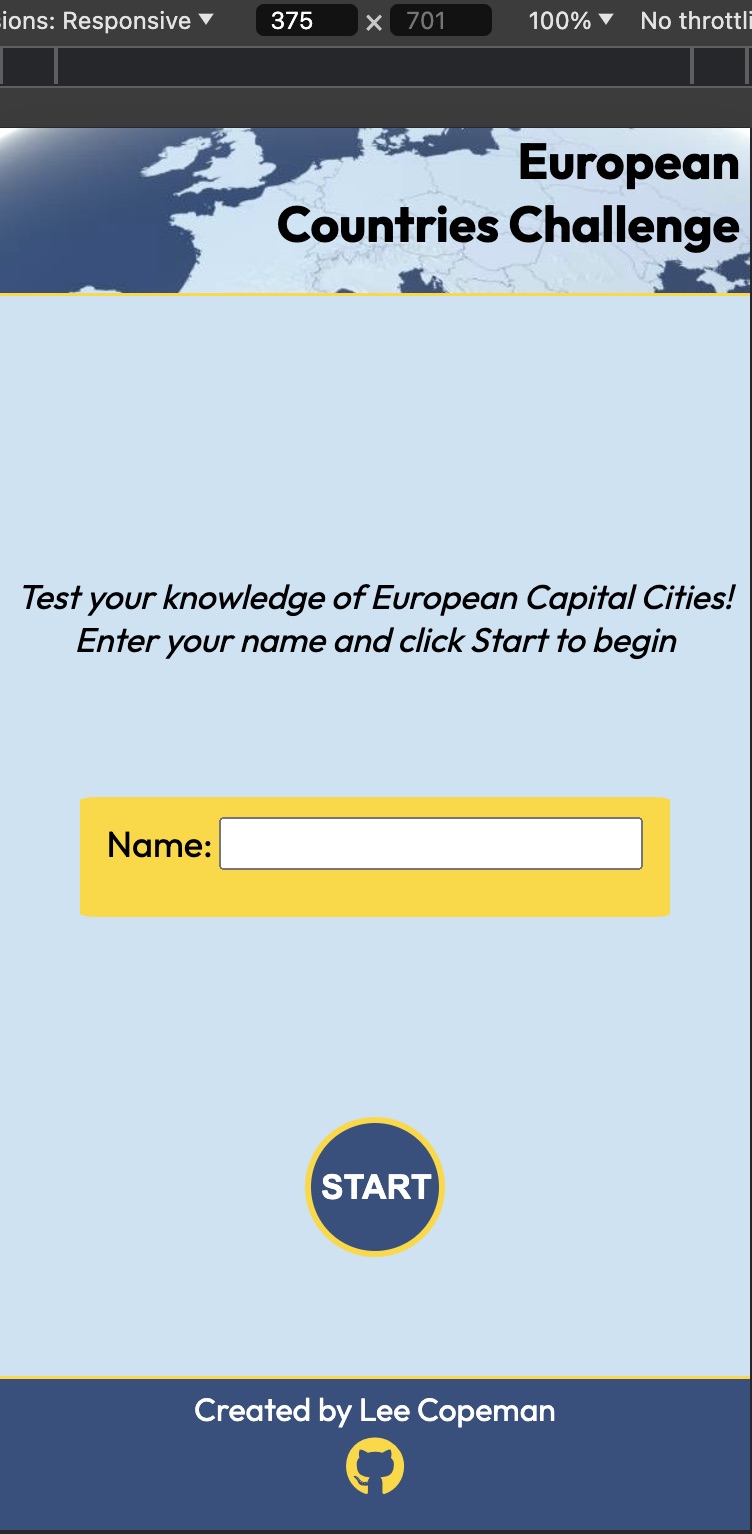 ions: Responsive ▼ 375 × 701 100% ▼ No throttli
European
Countries Challenge
Test your knowledge of European Capital Cities!
Enter your name and click Start to begin
Name:
START
Created by Lee Copeman